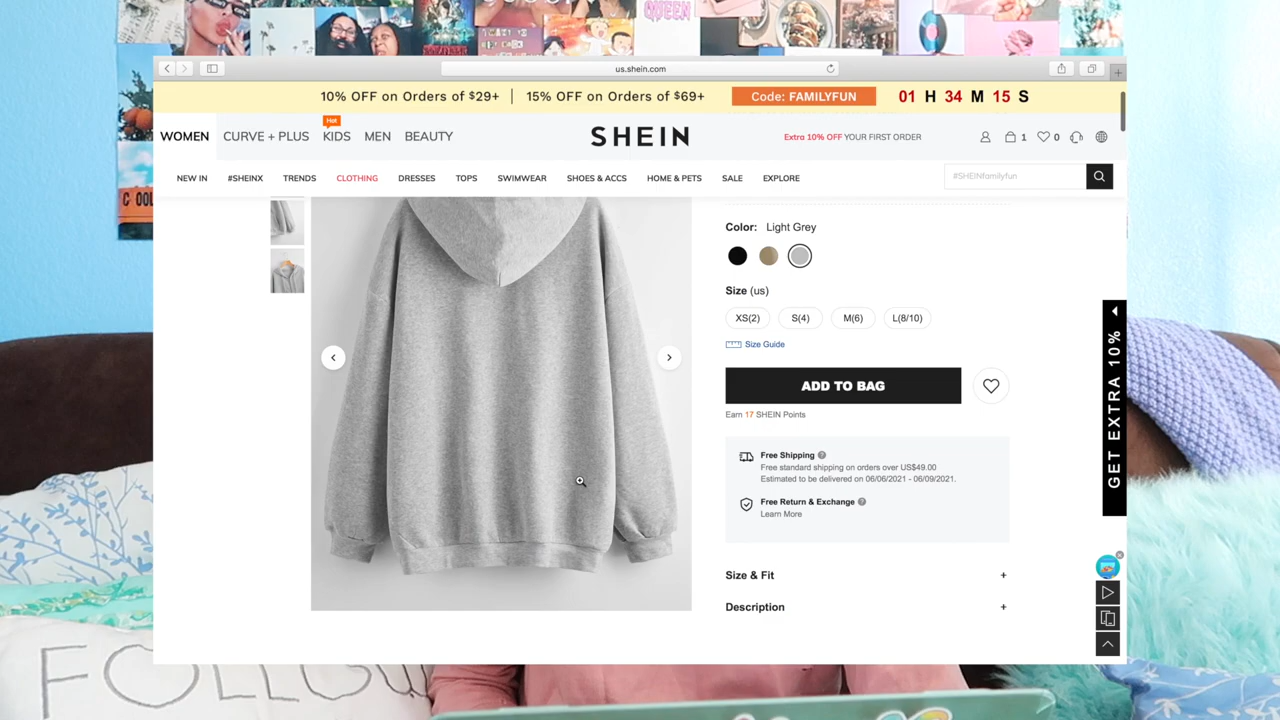 QUEEN
us.shein.com
10% OFF on Orders of $29+ | 15% OFF on Orders of $69+ Code: FAMILYFUN 01 H 34 M 15 S
Hot
WOMEN CURVE + PLUS KIDS MEN BEAUTY SHEIN Extra 10% OFF YOUR FIRST ORDER 1 0
NEW IN #SHEINX TRENDS CLOTHING DRESSES TOPS SWIMWEAR SHOES & ACCS HOME & PETS SALE EXPLORE #SHEINfamilyfun
Color: Light Grey
Size (us)
XS(2) S(4) M(6) L(8/10)
Size Guide
ADD TO BAG
Earn 17 SHEIN Points
Free Shipping ?
Free standard shipping on orders over US$49.00
Estimated to be delivered on 06/06/2021 - 06/09/2021.
Free Return & Exchange ?
Learn More
Size & Fit +
Description +
GET EXTRA 10%
FOLLOW